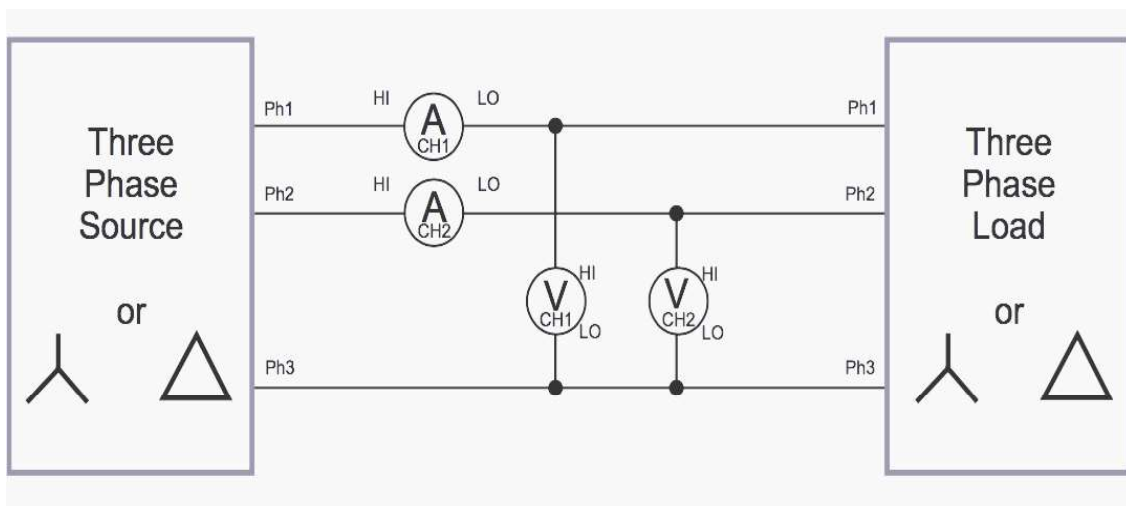 Three
Phase
Source
or
Ph1
HI
A
CH1
LO
Ph1
Ph2
HI
A
CH2
LO
Ph2
V
CH1
HI
LO
V
CH2
HI
LO
Ph3
Ph3
Three
Phase
Load
or